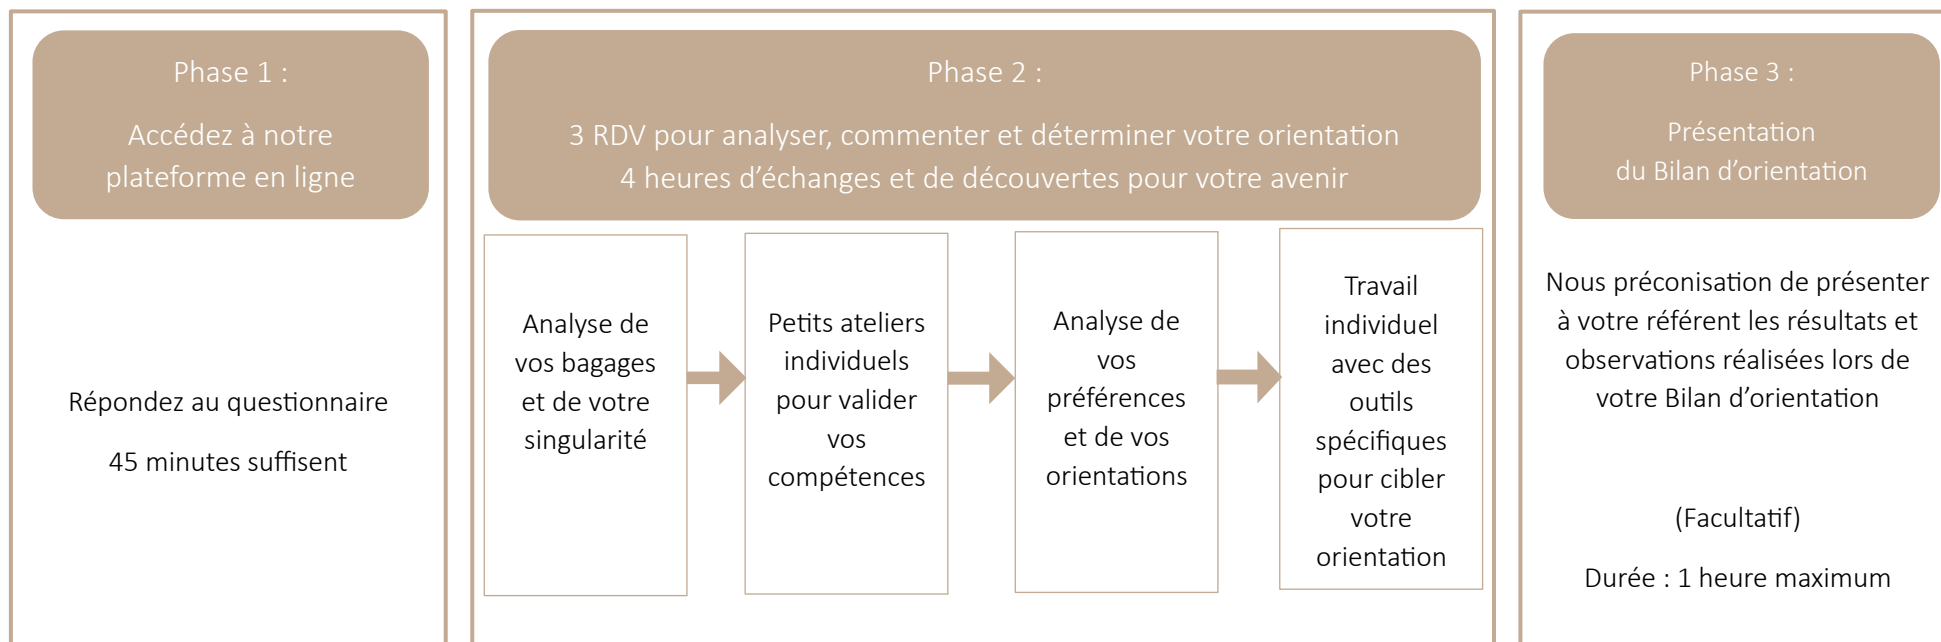 Phase 1 :
Accédez à notre
plateforme en ligne
Répondez au questionnaire
45 minutes suffisent
Phase 2 :
3 RDV pour analyser, commenter et déterminer votre orientation
4 heures d’échanges et de découvertes pour votre avenir
Analyse de
vos bagages
et de votre
singularité
Petits ateliers
individuels
pour valider
vos
compétences
Analyse de
vos
préférences
et de vos
orientations
Travail
individuel
avec des
outils
spécifiques
pour cibler
votre
orientation
Phase 3 :
Présentation
du Bilan d’orientation
Nous préconisation de présenter
à votre référent les résultats et
observations réalisées lors de
votre Bilan d’orientation
(Facultatif)
Durée : 1 heure maximum